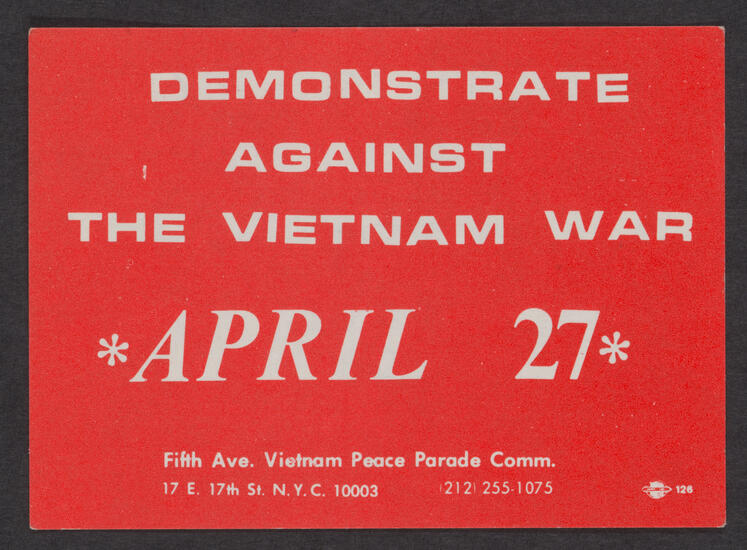 DEMONSTRATE
AGAINST
THE VIETNAM WAR
*APRIL 27*
Fifth Ave. Vietnam Peace Parade Comm.
17 E. 17th St. N.Y.C. 10003 (212) 255-1075
126